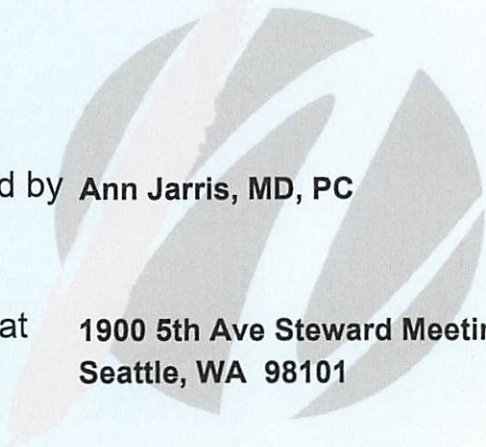 by Ann Jarris, MD, PC
at 1900 5th Ave Steward
Seattle, WA 98101